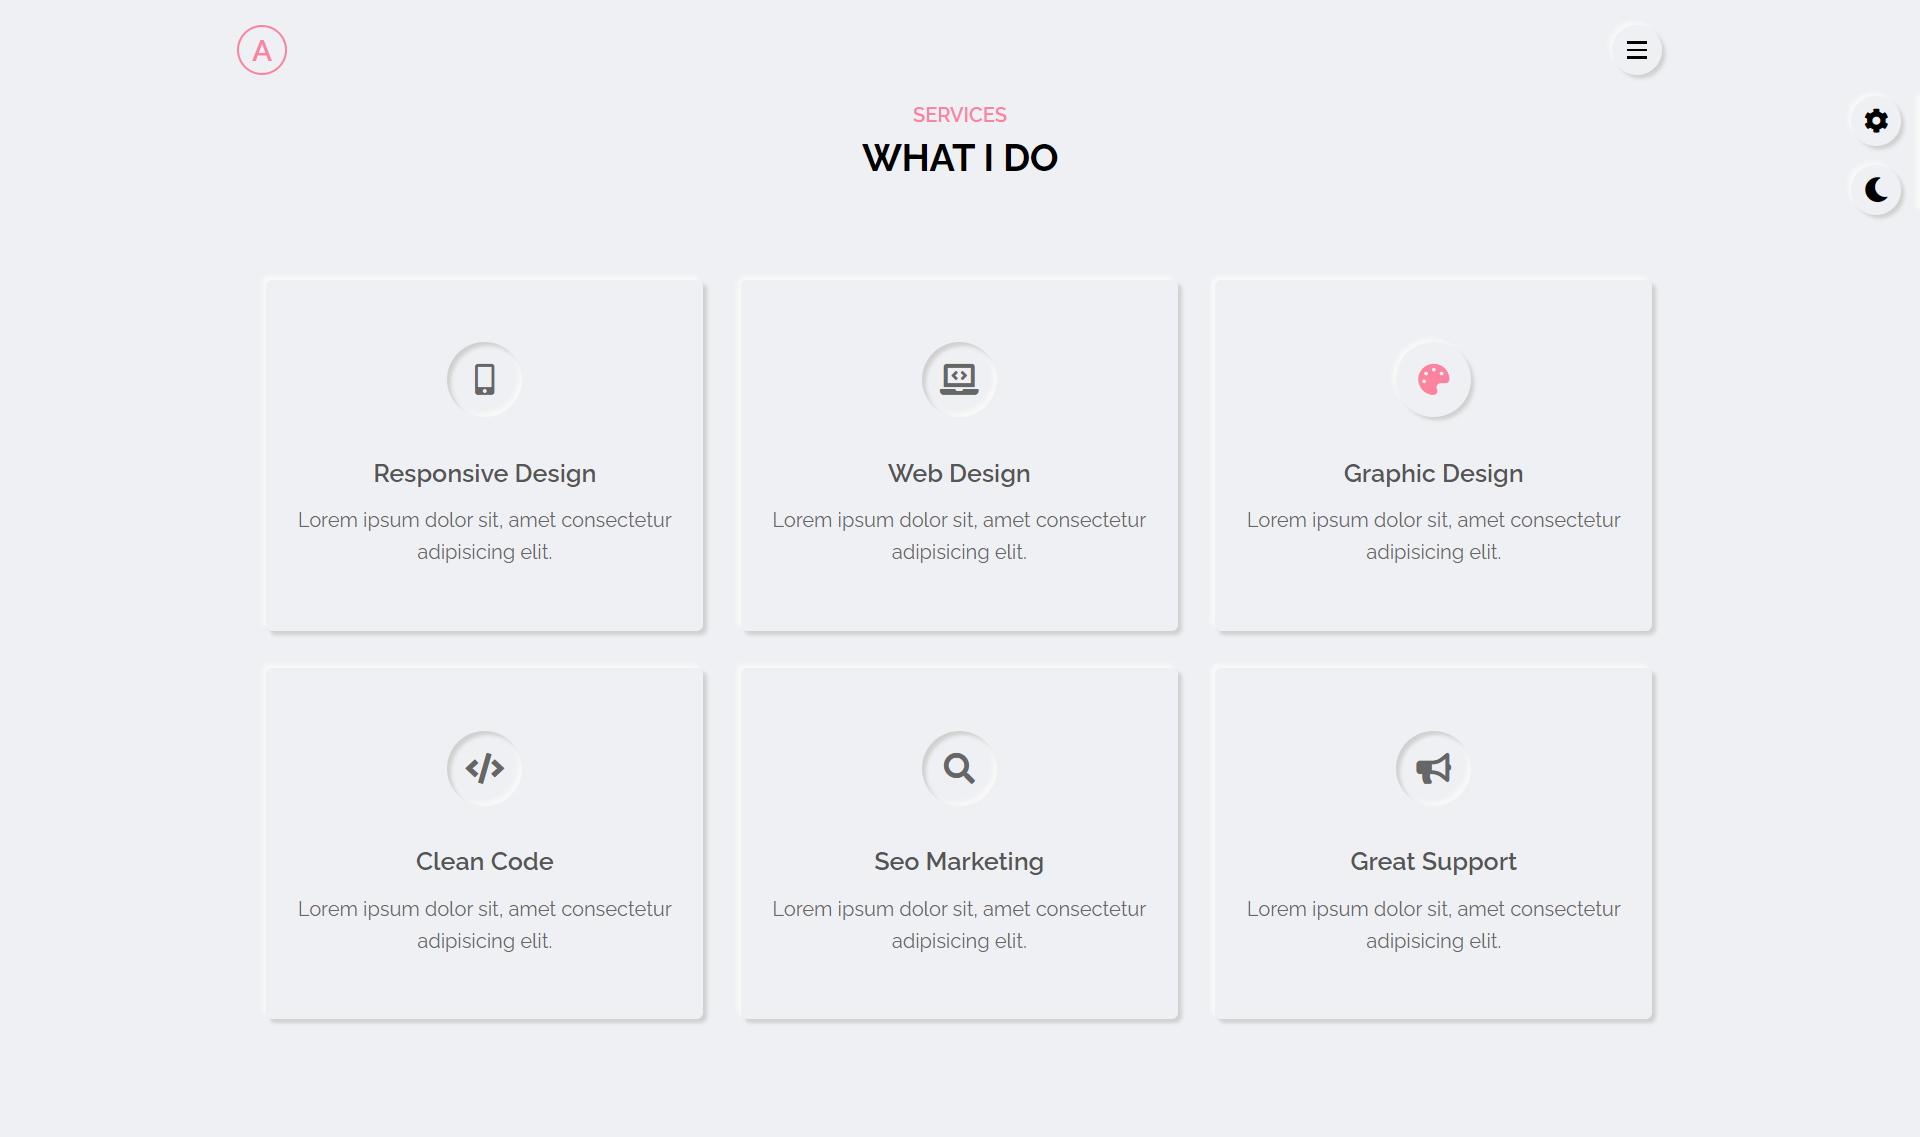 A
SERVICES
WHAT I DO
Responsive Design
Lorem ipsum dolor sit, amet consectetur
adipisicing elit.
Web Design
Lorem ipsum dolor sit, amet consectetur
adipisicing elit.
Graphic Design
Lorem ipsum dolor sit, amet consectetur
adipisicing elit.
Clean Code
Lorem ipsum dolor sit, amet consectetur
adipisicing elit.
Seo Marketing
Lorem ipsum dolor sit, amet consectetur
adipisicing elit.
Great Support
Lorem ipsum dolor sit, amet consectetur
adipisicing elit.